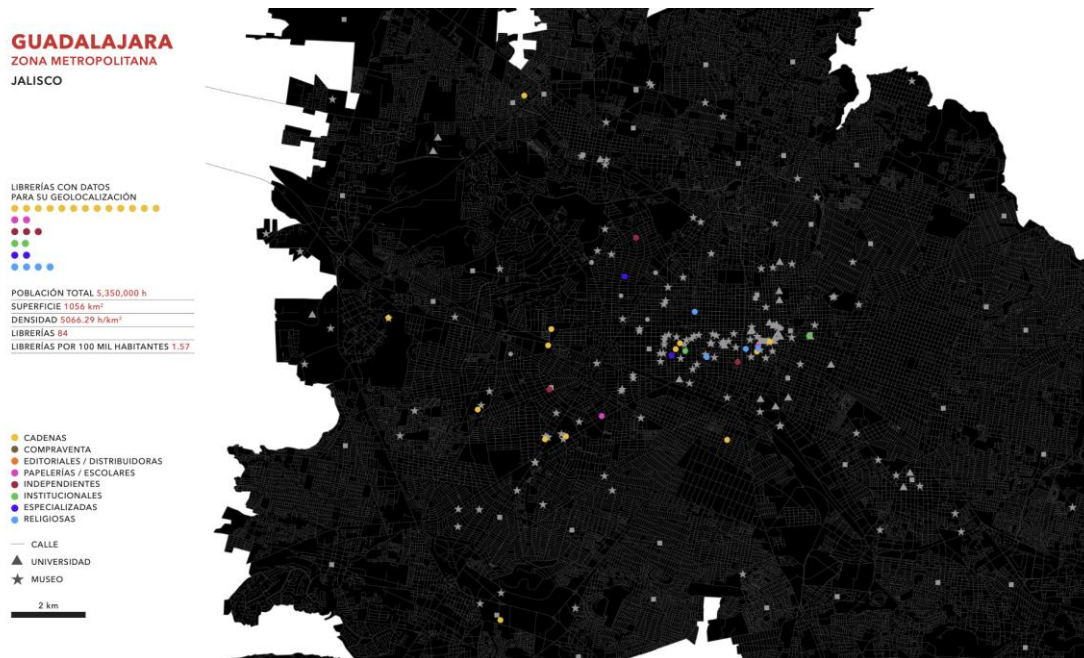 GUADALAJARA
ZONA METROPOLITANA
JALISCO
LIBRERÍAS CON DATOS
PARA SU GEOLOCALIZACIÓN
POBLACIÓN TOTAL 5,350,000 h
SUPERFICIE 1056 km²
DENSIDAD 5066.29 h/km²
LIBRERÍAS 84
LIBRERÍAS POR 100 MIL HABITANTES 1.57
CADENAS
COMPRAVENTA
EDITORIALES / DISTRIBUIDORAS
PAPELERÍAS / ESCOLARES
INDEPENDIENTES
INSTITUCIONALES
ESPECIALIZADAS
RELIGIOSAS
CALLE
UNIVERSIDAD
MUSEO
2 km